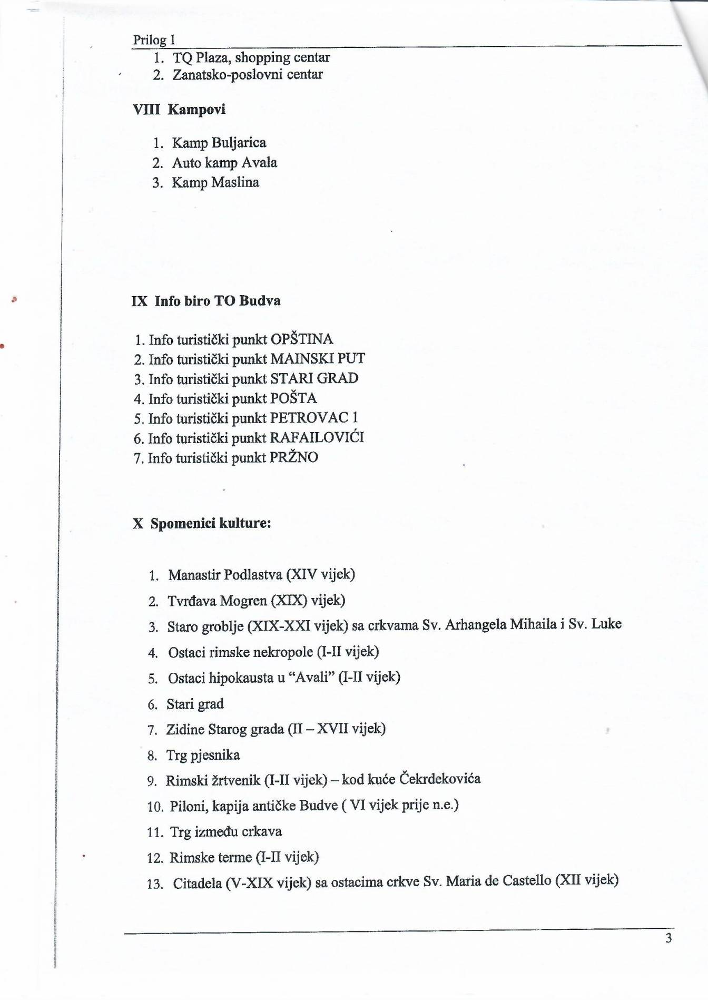 Prilog 1
1. TQ Plaza, shopping centar
2. Zanatsko-poslovni centar
VIII Kampovi
1. Kamp Buljarica
2. Auto kamp Avala
3. Kamp Maslina
IX Info biro TO Budva
1. Info turistički punkt OPŠTINA
2. Info turistički punkt MAINSKI PUT
3. Info turistički punkt STARI GRAD
4. Info turistički punkt POŠTA
5. Info turistički punkt PETROVAC 1
6. Info turistički punkt RAFAILOVIĆI
7. Info turistički punkt PRŽNO
X Spomenici kulture:
1. Manastir Podlastva (XIV vijek)
2. Tvrđava Mogren (XIX) vijek)
3. Staro groblje (XIX-XXI vijek) sa crkvama Sv. Arhangela Mihaila i Sv. Luke
4. Ostaci rimske nekropole (I-II vijek)
5. Ostaci hipokausta u “Avali” (I-II vijek)
6. Stari grad
7. Zidine Starog grada (II – XVII vijek)
8. Trg pjesnika
9. Rimski žrtvenik (I-II vijek) – kod kuće Čekrdekovića
10. Piloni, kapija antičke Budve ( VI vijek prije n.e.)
11. Trg između crkava
12. Rimske terme (I-II vijek)
13. Citadela (V-XIX vijek) sa ostacima crkve Sv. Maria de Castello (XII vijek)
3